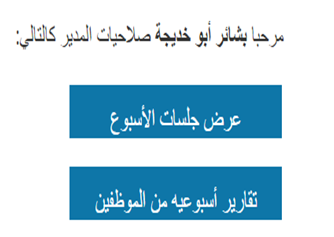 مرحبا بشائر أبو خديجة صلاحيات المدير كالتالي:
عرض جلسات الأسبوع
تقارير أسبوعيه من الموظفين